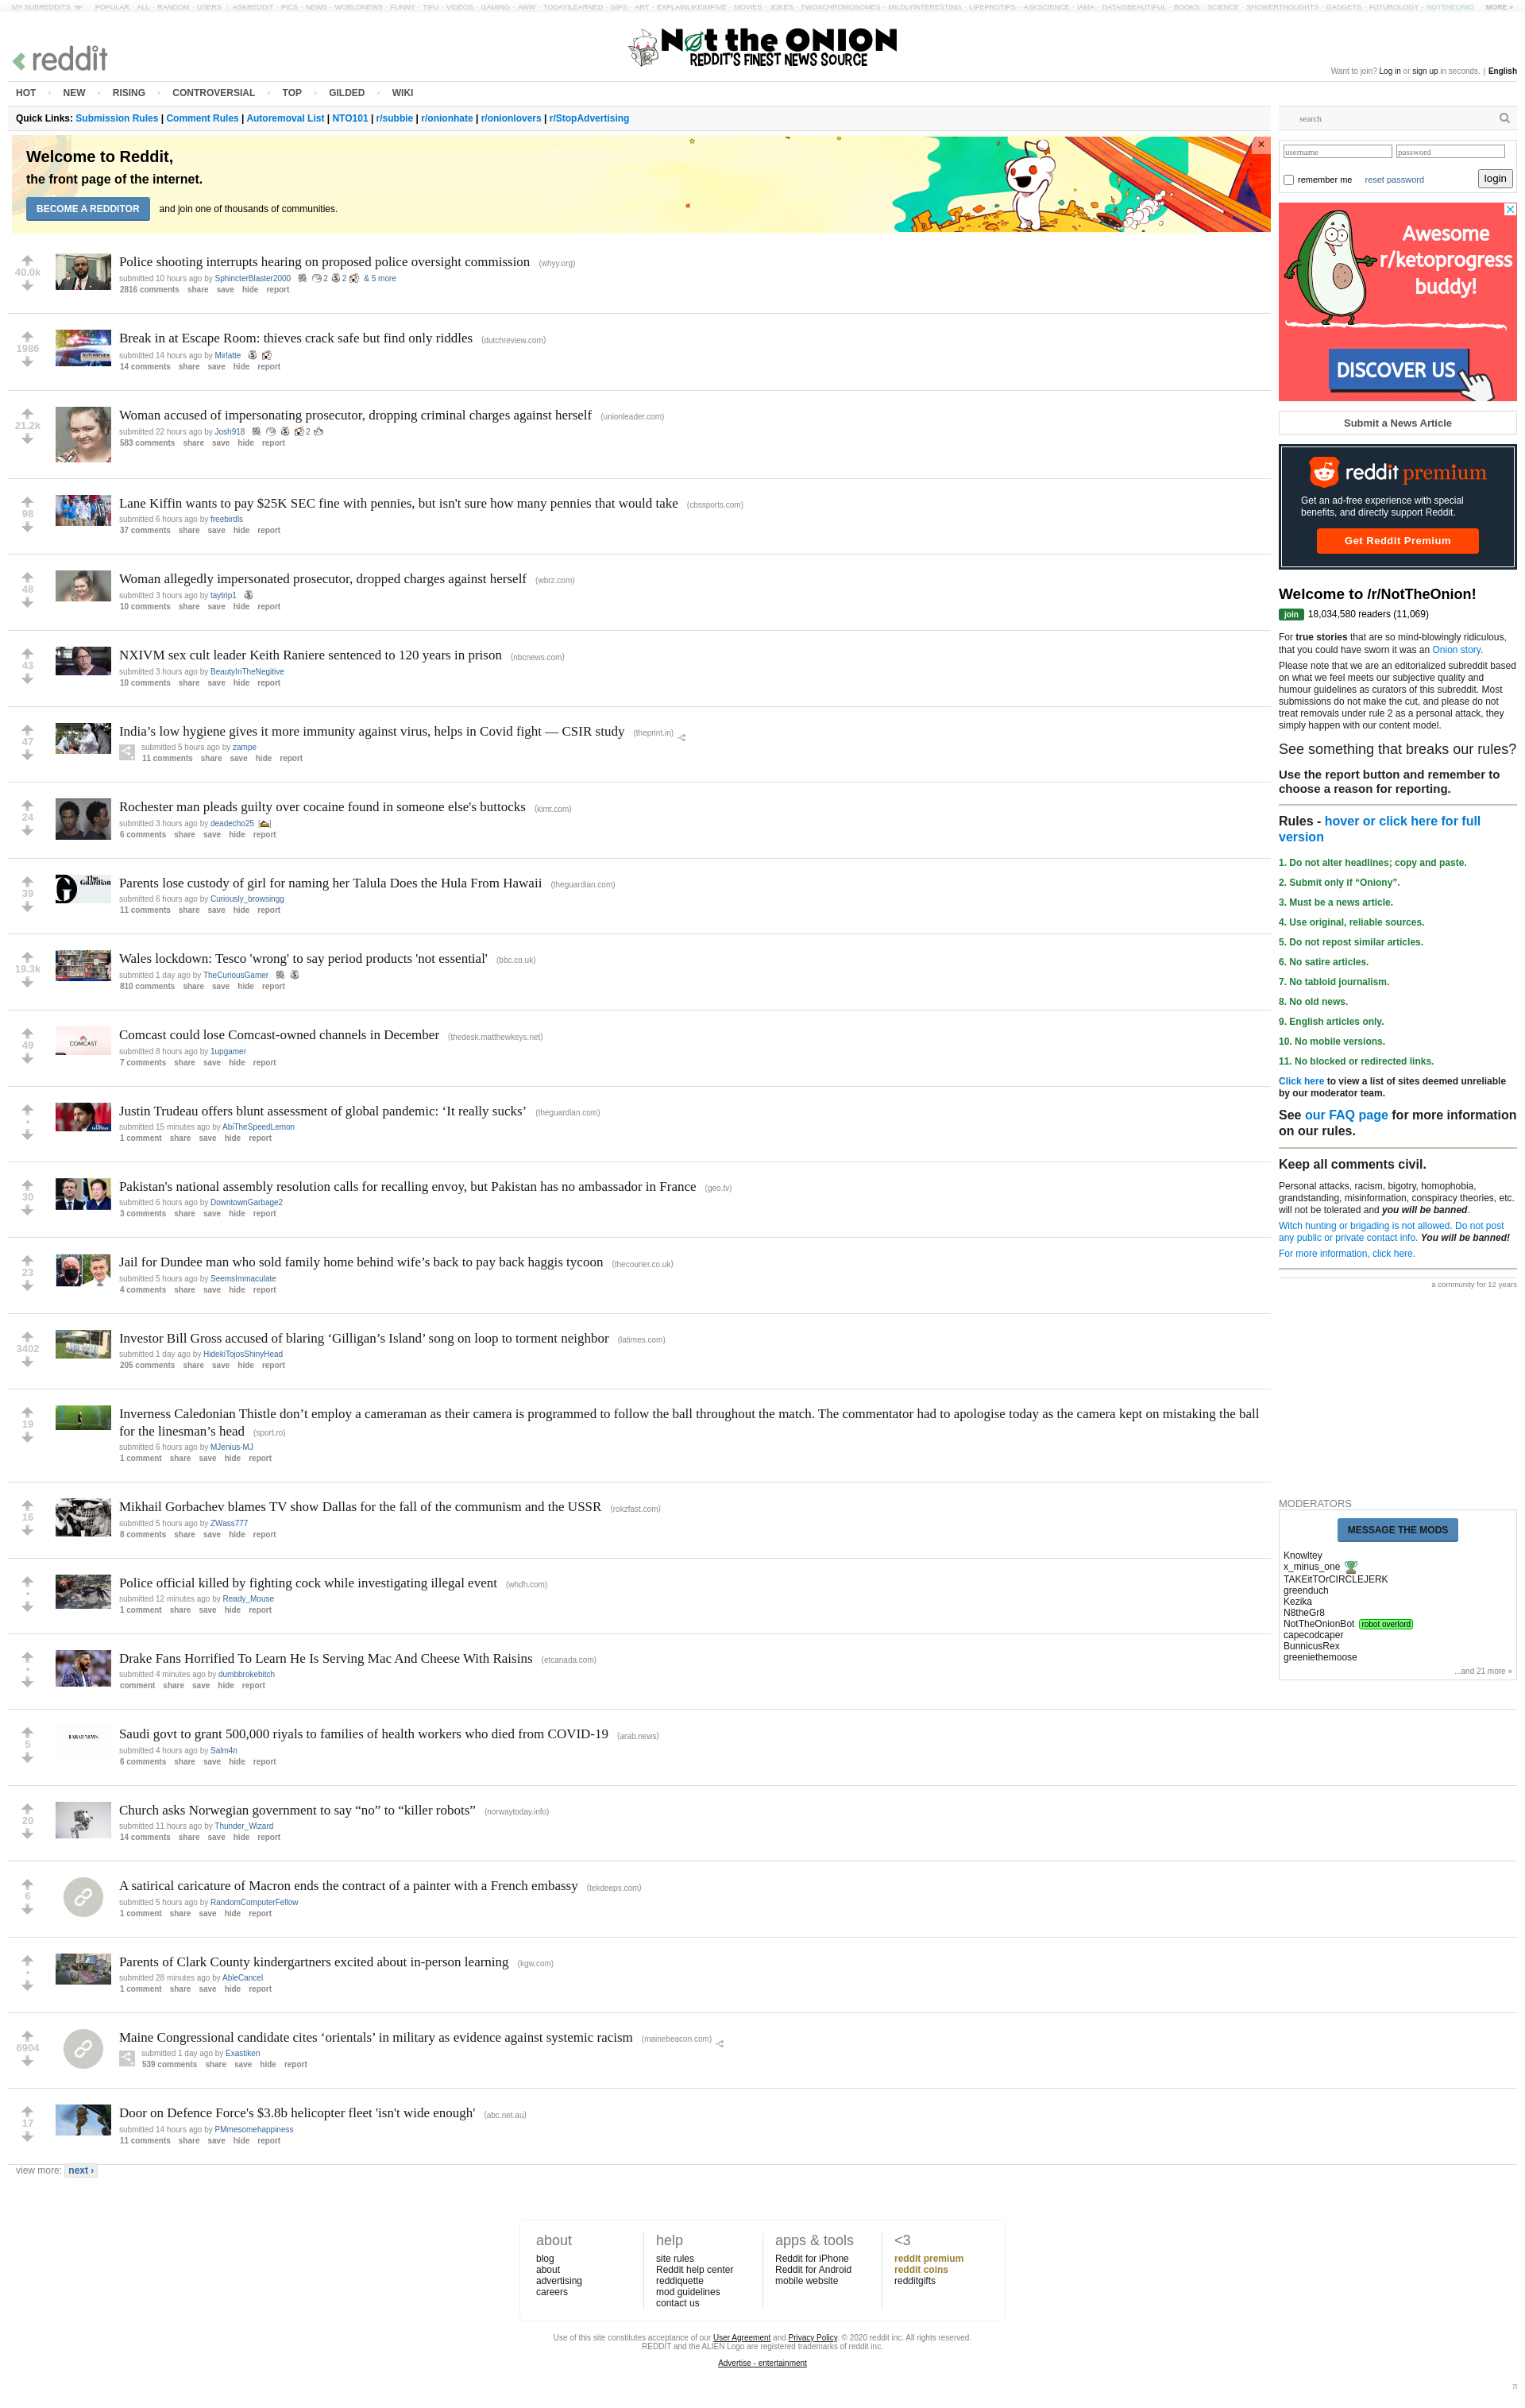 MY SUBREDDITS POPULAR - ALL - RANDOM - USERS | ASKREDDIT - PICS - NEWS - WORLDNEWS - FUNNY - TIFU - VIDEOS - GAMING - AWW - TODAYILEARNED - GIFS - ART - EXPLAINLIKEIMFIVE - MOVIES - JOKES - TWOXCHROMOSOMES - MILDLYINTERESTING - LIFEPROTIPS - ASKSCIENCE - IAMA - DATAISBEAUTIFUL - BOOKS - SCIENCE - SHOWERTHOUGHTS - GADGETS - FUTUROLOGY - NOTTHEONIO MORE »
reddit
Not the ONION
REDDIT'S FINEST NEWS SOURCE
Want to join? Log in or sign up in seconds. | English
HOT • NEW • RISING • CONTROVERSIAL • TOP • GILDED • WIKI
Quick Links: Submission Rules | Comment Rules | Autoremoval List | NTO101 | r/subbie | r/onionhate | r/onionlovers | r/StopAdvertising
Welcome to Reddit,
the front page of the internet.
BECOME A REDDITOR and join one of thousands of communities.
×
40.0k
Police shooting interrupts hearing on proposed police oversight commission (whyy.org)
submitted 10 hours ago by SphincterBlaster2000 2 2 & 5 more
2816 comments share save hide report
1986
Break in at Escape Room: thieves crack safe but find only riddles (dutchreview.com)
submitted 14 hours ago by Mirlatte
14 comments share save hide report
21.2k
Woman accused of impersonating prosecutor, dropping criminal charges against herself (unionleader.com)
submitted 22 hours ago by Josh918 2
583 comments share save hide report
98
Lane Kiffin wants to pay $25K SEC fine with pennies, but isn't sure how many pennies that would take (cbssports.com)
submitted 6 hours ago by freebirdls
37 comments share save hide report
48
Woman allegedly impersonated prosecutor, dropped charges against herself (wbrz.com)
submitted 3 hours ago by taytrip1
10 comments share save hide report
43
NXIVM sex cult leader Keith Raniere sentenced to 120 years in prison (nbcnews.com)
submitted 3 hours ago by BeautyInTheNegitive
10 comments share save hide report
47
India’s low hygiene gives it more immunity against virus, helps in Covid fight — CSIR study (theprint.in)
submitted 5 hours ago by zampe
11 comments share save hide report
24
Rochester man pleads guilty over cocaine found in someone else's buttocks (kimt.com)
submitted 3 hours ago by deadecho25
6 comments share save hide report
39
The Guardian
Parents lose custody of girl for naming her Talula Does the Hula From Hawaii (theguardian.com)
submitted 6 hours ago by Curiously_browsingg
11 comments share save hide report
19.3k
Wales lockdown: Tesco 'wrong' to say period products 'not essential' (bbc.co.uk)
submitted 1 day ago by TheCuriousGamer
810 comments share save hide report
49
COMCAST
Comcast could lose Comcast-owned channels in December (thedesk.matthewkeys.net)
submitted 8 hours ago by 1upgamer
7 comments share save hide report
•
Justin Trudeau offers blunt assessment of global pandemic: ‘It really sucks’ (theguardian.com)
submitted 15 minutes ago by AbiTheSpeedLemon
1 comment share save hide report
30
Pakistan's national assembly resolution calls for recalling envoy, but Pakistan has no ambassador in France (geo.tv)
submitted 6 hours ago by DowntownGarbage2
3 comments share save hide report
23
Jail for Dundee man who sold family home behind wife’s back to pay back haggis tycoon (thecourier.co.uk)
submitted 5 hours ago by SeemsImmaculate
4 comments share save hide report
3402
Investor Bill Gross accused of blaring ‘Gilligan’s Island’ song on loop to torment neighbor (latimes.com)
submitted 1 day ago by HidekiTojosShinyHead
205 comments share save hide report
19
Inverness Caledonian Thistle don’t employ a cameraman as their camera is programmed to follow the ball throughout the match. The commentator had to apologise today as the camera kept on mistaking the ball
for the linesman’s head (sport.ro)
submitted 6 hours ago by MJenius-MJ
1 comment share save hide report
16
Mikhail Gorbachev blames TV show Dallas for the fall of the communism and the USSR (rokzfast.com)
submitted 5 hours ago by ZWass777
8 comments share save hide report
•
Police official killed by fighting cock while investigating illegal event (whdh.com)
submitted 12 minutes ago by Ready_Mouse
1 comment share save hide report
•
Drake Fans Horrified To Learn He Is Serving Mac And Cheese With Raisins (etcanada.com)
submitted 4 minutes ago by dumbbrokebitch
comment share save hide report
5
ARAB NEWS
Saudi govt to grant 500,000 riyals to families of health workers who died from COVID-19 (arab.news)
submitted 4 hours ago by Salm4n
6 comments share save hide report
20
Church asks Norwegian government to say “no” to “killer robots” (norwaytoday.info)
submitted 11 hours ago by Thunder_Wizard
14 comments share save hide report
6
A satirical caricature of Macron ends the contract of a painter with a French embassy (tekdeeps.com)
submitted 5 hours ago by RandomComputerFellow
1 comment share save hide report
•
Parents of Clark County kindergartners excited about in-person learning (kgw.com)
submitted 28 minutes ago by AbleCancel
1 comment share save hide report
6904
Maine Congressional candidate cites ‘orientals’ in military as evidence against systemic racism (mainebeacon.com)
submitted 1 day ago by Exastiken
539 comments share save hide report
17
Door on Defence Force's $3.8b helicopter fleet 'isn't wide enough' (abc.net.au)
submitted 14 hours ago by PMmesomehappiness
11 comments share save hide report
view more: next ›
search
username password
remember me reset password login
Awesome
r/ketoprogress
buddy!
DISCOVER US
Submit a News Article
reddit premium
Get an ad-free experience with special
benefits, and directly support Reddit.
Get Reddit Premium
Welcome to /r/NotTheOnion!
join 18,034,580 readers (11,069)
For true stories that are so mind-blowingly ridiculous,
that you could have sworn it was an Onion story.
Please note that we are an editorialized subreddit based
on what we feel meets our subjective quality and
humour guidelines as curators of this subreddit. Most
submissions do not make the cut, and please do not
treat removals under rule 2 as a personal attack, they
simply happen with our content model.
See something that breaks our rules?
Use the report button and remember to
choose a reason for reporting.
Rules - hover or click here for full
version
1. Do not alter headlines; copy and paste.
2. Submit only if “Oniony”.
3. Must be a news article.
4. Use original, reliable sources.
5. Do not repost similar articles.
6. No satire articles.
7. No tabloid journalism.
8. No old news.
9. English articles only.
10. No mobile versions.
11. No blocked or redirected links.
Click here to view a list of sites deemed unreliable
by our moderator team.
See our FAQ page for more information
on our rules.
Keep all comments civil.
Personal attacks, racism, bigotry, homophobia,
grandstanding, misinformation, conspiracy theories, etc.
will not be tolerated and you will be banned.
Witch hunting or brigading is not allowed. Do not post
any public or private contact info. You will be banned!
For more information, click here.
a community for 12 years
MODERATORS
MESSAGE THE MODS
Knowltey
x_minus_one
TAKEitTOrCIRCLEJERK
greenduch
Kezika
N8theGr8
NotTheOnionBot robot overlord
capecodcaper
BunnicusRex
greeniethemoose
...and 21 more »
about
blog
about
advertising
careers
help
site rules
Reddit help center
reddiquette
mod guidelines
contact us
apps & tools
Reddit for iPhone
Reddit for Android
mobile website
<3
reddit premium
reddit coins
redditgifts
Use of this site constitutes acceptance of our User Agreement and Privacy Policy. © 2020 reddit inc. All rights reserved.
REDDIT and the ALIEN Logo are registered trademarks of reddit inc.
Advertise - entertainment
π